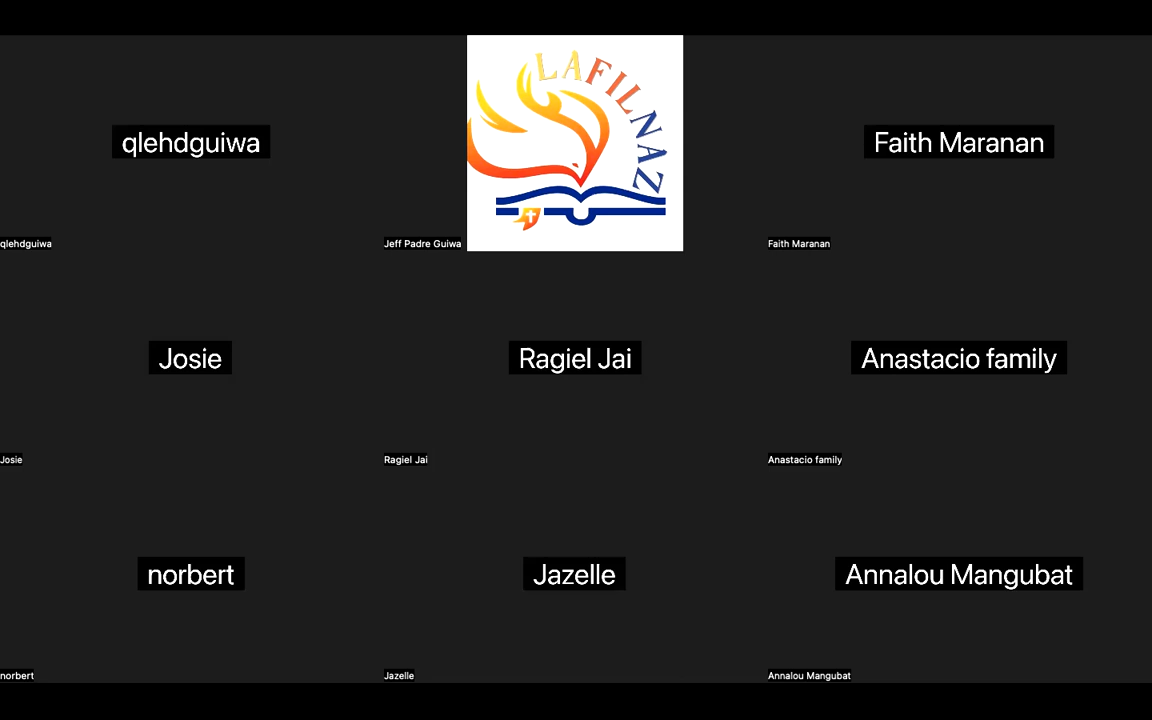 LAFILNAZ
qlehdguiwa
Faith Maranan
qlehdguiwa
Jeff Padre Guiwa
Faith Maranan
Josie
Ragiel Jai
Anastacio family
Josie
Ragiel Jai
Anastacio family
norbert
Jazelle
Annalou Mangubat
norbert
Jazelle
Annalou Mangubat